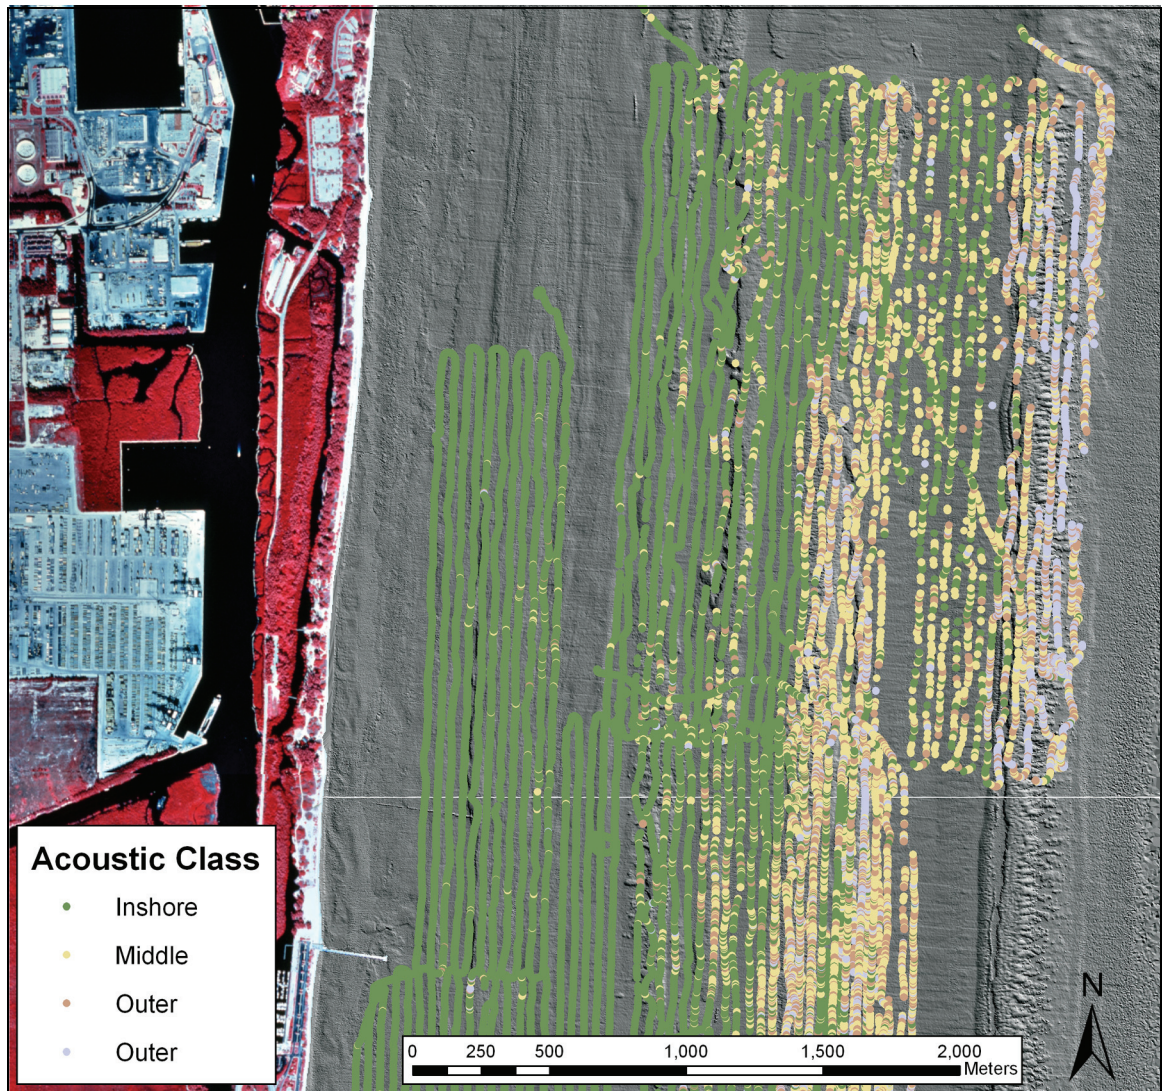 Acoustic Class
Inshore
Middle
Outer
Outer
N
0 250 500 1,000 1,500 2,000
Meters